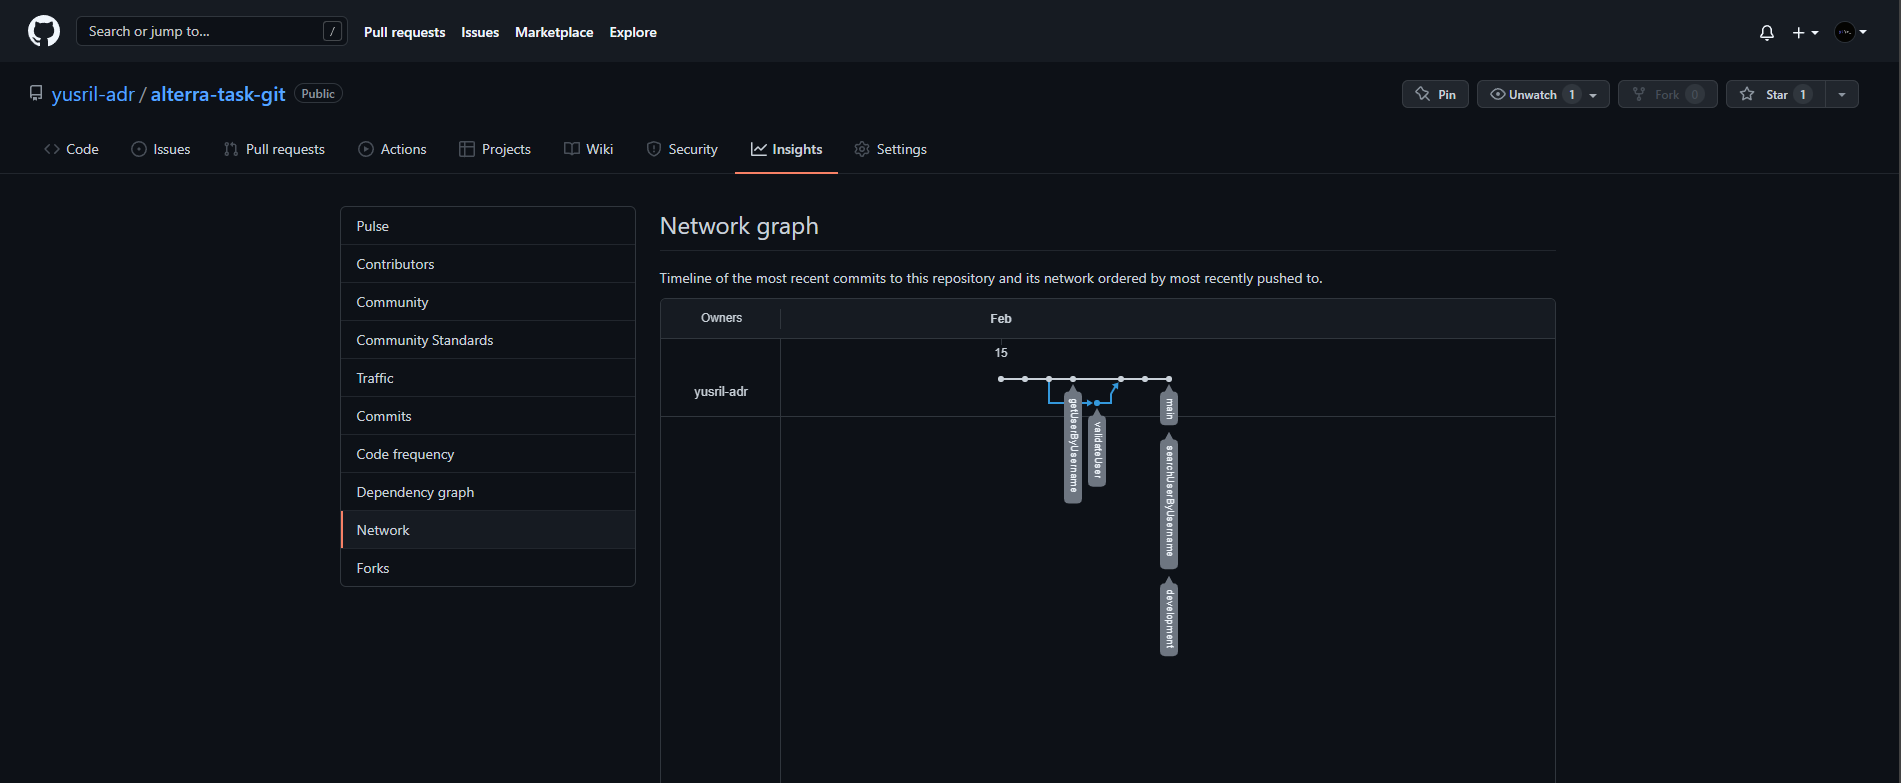 Search or jump to... /
Pull requests Issues Marketplace Explore
yusril-adr / alterra-task-git Public
Pin Unwatch 1 Fork 0 Star 1
Code Issues Pull requests Actions Projects Wiki Security Insights Settings
Pulse
Contributors
Community
Community Standards
Traffic
Commits
Code frequency
Dependency graph
Network
Forks
Network graph
Timeline of the most recent commits to this repository and its network ordered by most recently pushed to.
Owners Feb
15
yusril-adr
getUserByUsername
validateUser
main
searchUserByUsername
development